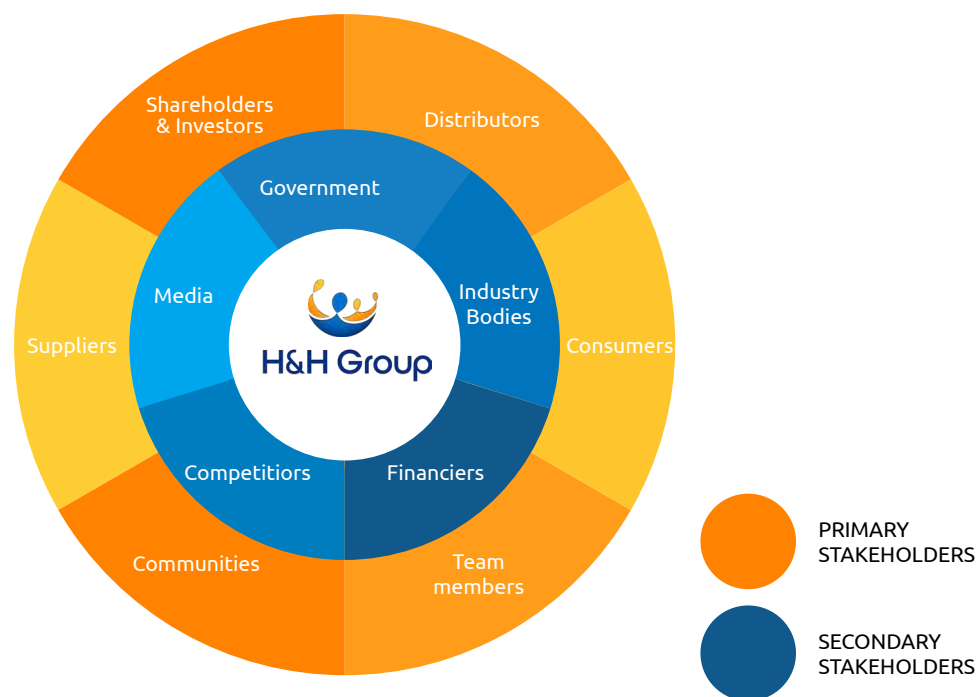 Shareholders
& Investors
Distributors
Government
Media
Industry
Bodies
Suppliers
Consumers
H&H Group
Competitiors
Financiers
Communities
Team
members
PRIMARY
STAKEHOLDERS
SECONDARY
STAKEHOLDERS